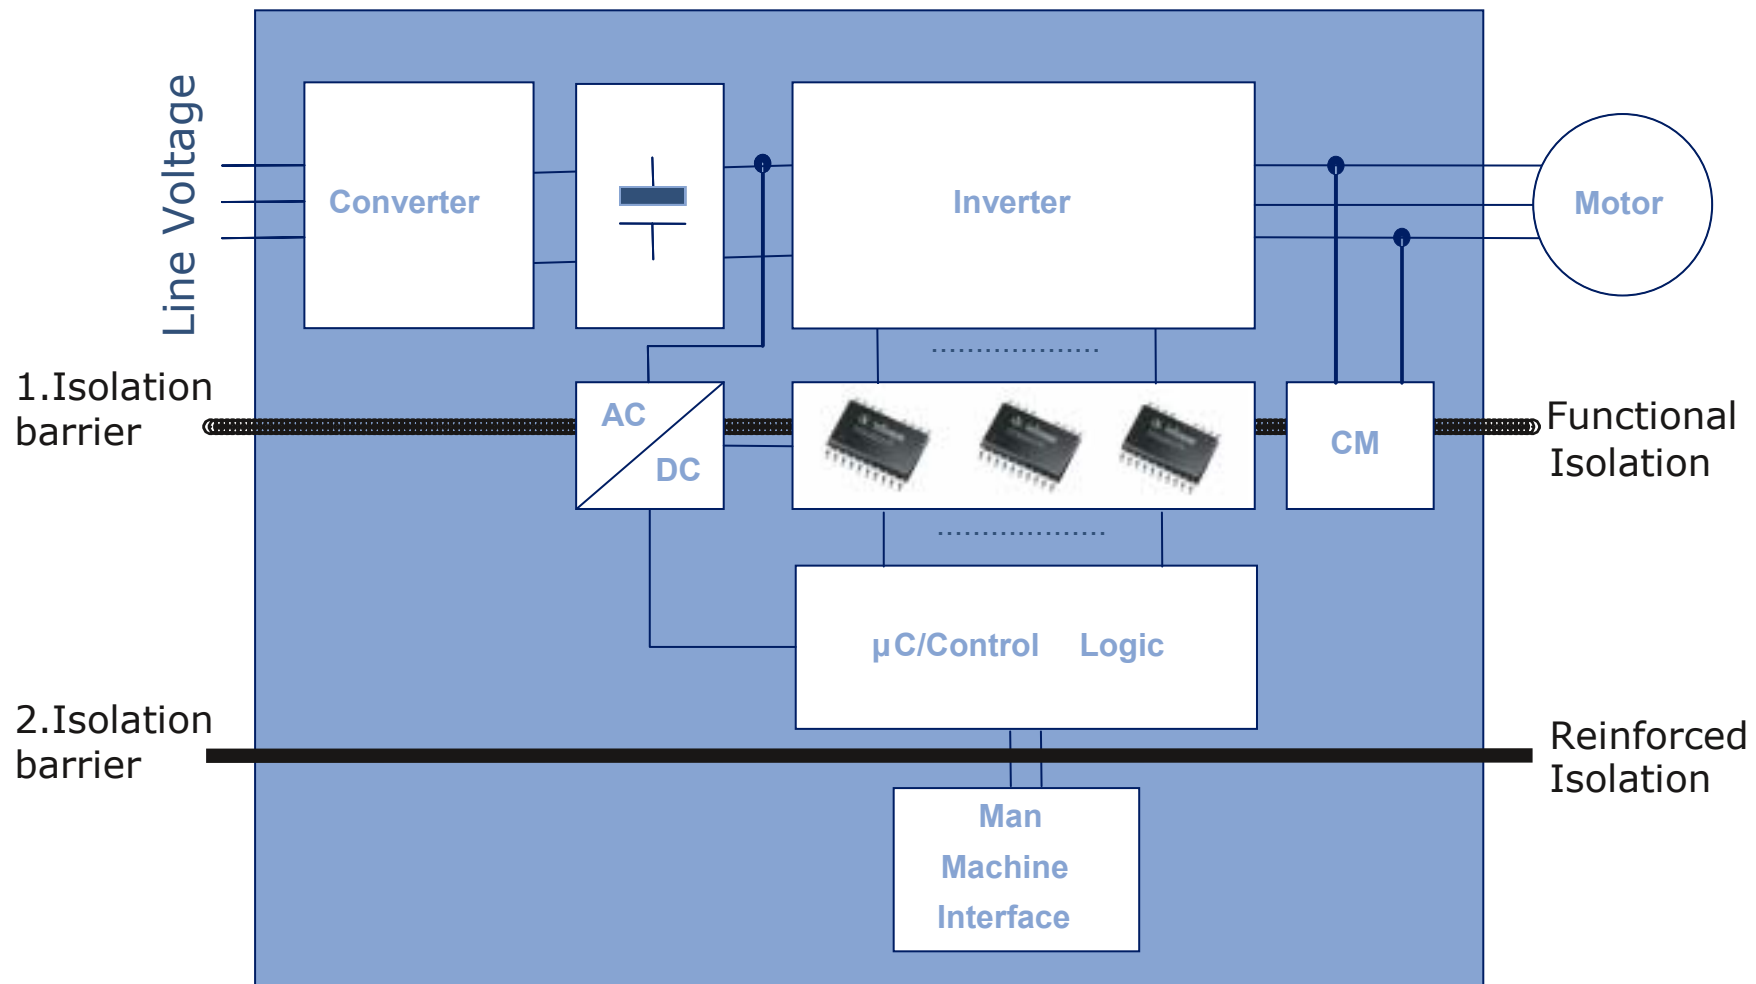 Line Voltage
Converter
Inverter
Motor
1.Isolation
barrier
AC
DC
CM
Functional
Isolation
µC/Control Logic
2.Isolation
barrier
Reinforced
Isolation
Man
Machine
Interface